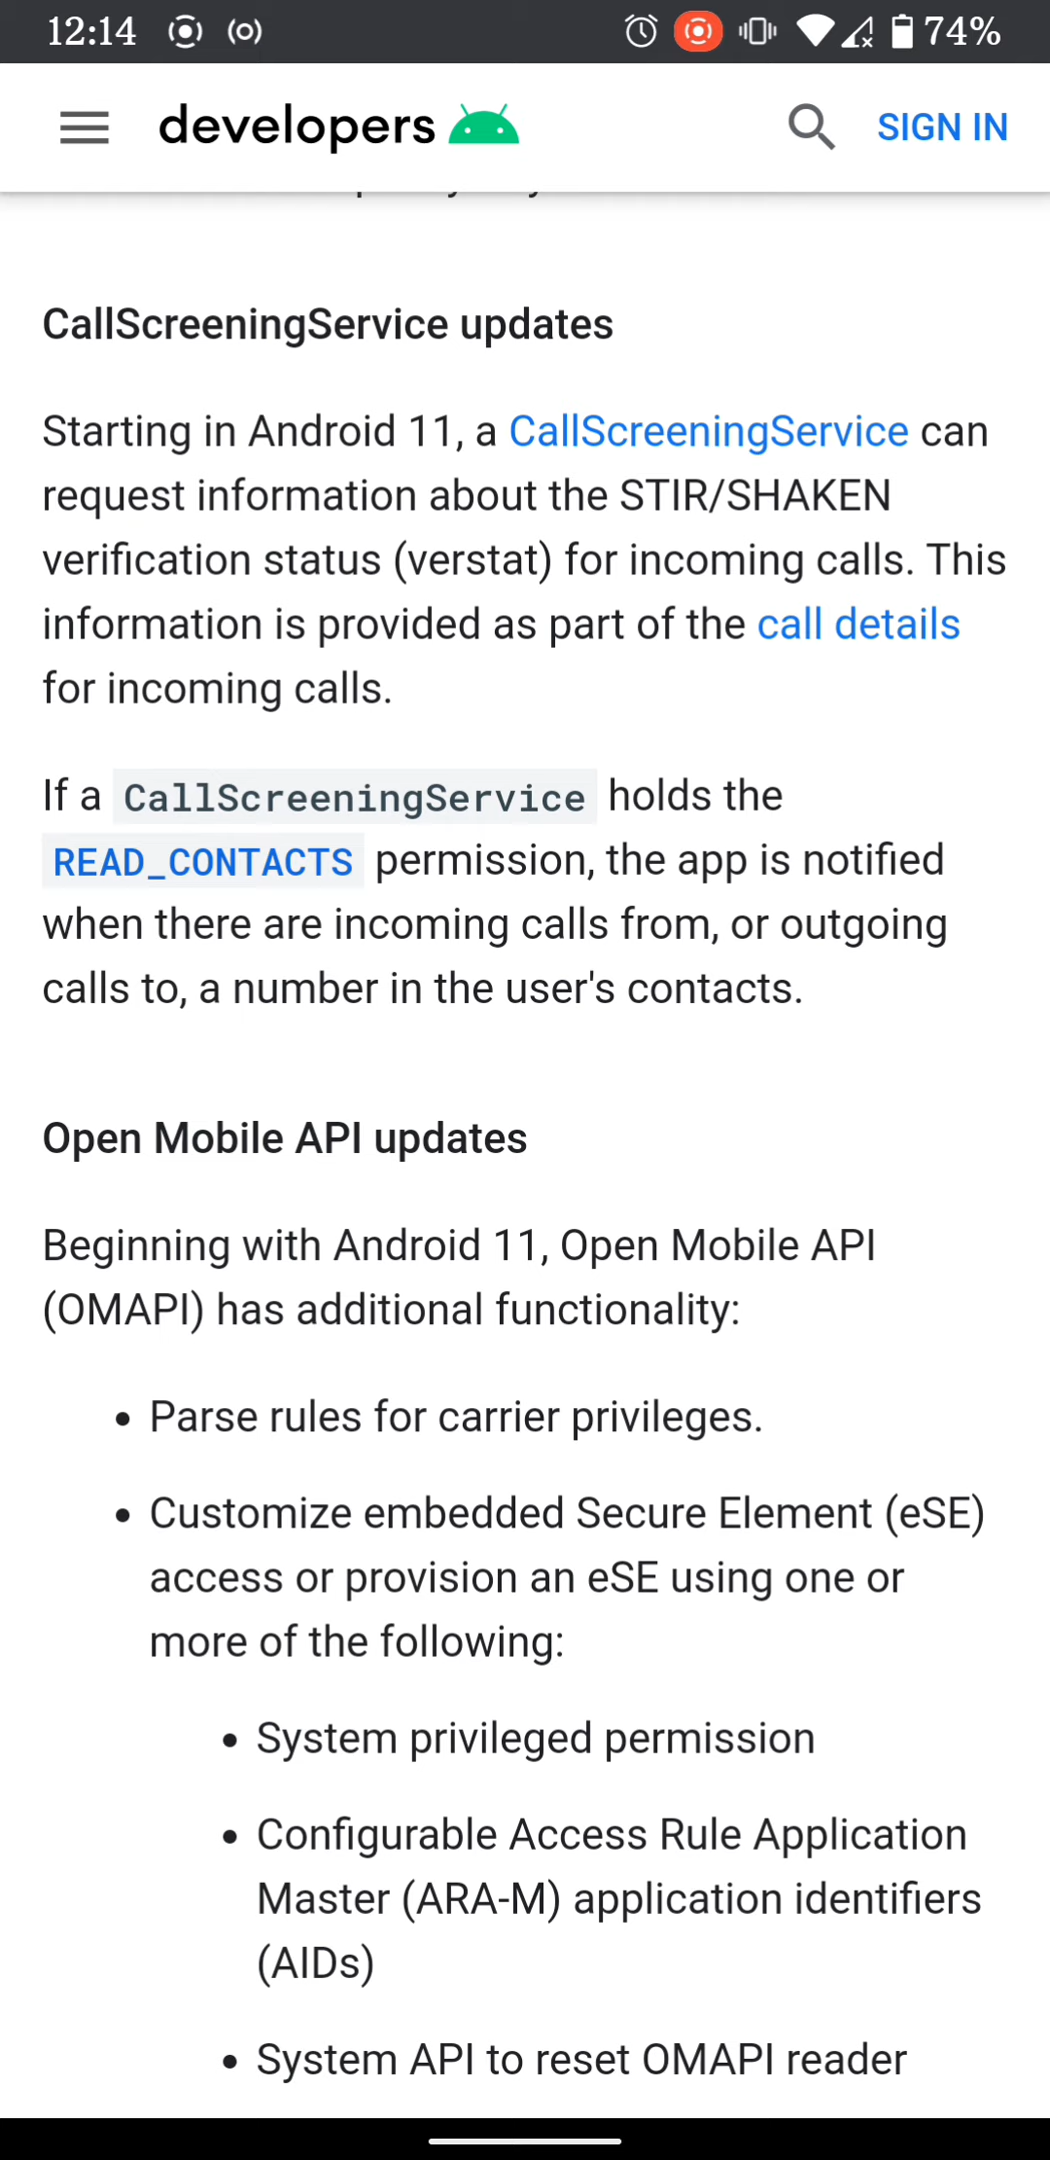 12:14
74%
developers
SIGN IN
CallScreeningService updates
Starting in Android 11, a CallScreeningService can
request information about the STIR/SHAKEN
verification status (verstat) for incoming calls. This
information is provided as part of the call details
for incoming calls.
If a CallScreeningService holds the
READ_CONTACTS permission, the app is notified
when there are incoming calls from, or outgoing
calls to, a number in the user's contacts.
Open Mobile API updates
Beginning with Android 11, Open Mobile API
(OMAPI) has additional functionality:
• Parse rules for carrier privileges.
• Customize embedded Secure Element (eSE)
access or provision an eSE using one or
more of the following:
• System privileged permission
• Configurable Access Rule Application
Master (ARA-M) application identifiers
(AIDs)
• System API to reset OMAPI reader